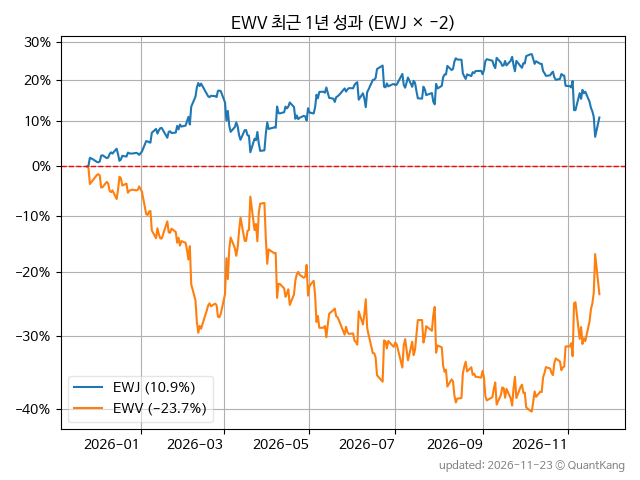 EWV 최근 1년 성과 (EWJ × −2)
30%
20%
10%
0%
−10%
−20%
−30%
−40%
EWJ (10.9%)
EWV (−23.7%)
2026−01 2026−03 2026−05 2026−07 2026−09 2026−11
updated: 2026−11−23 © QuantKang